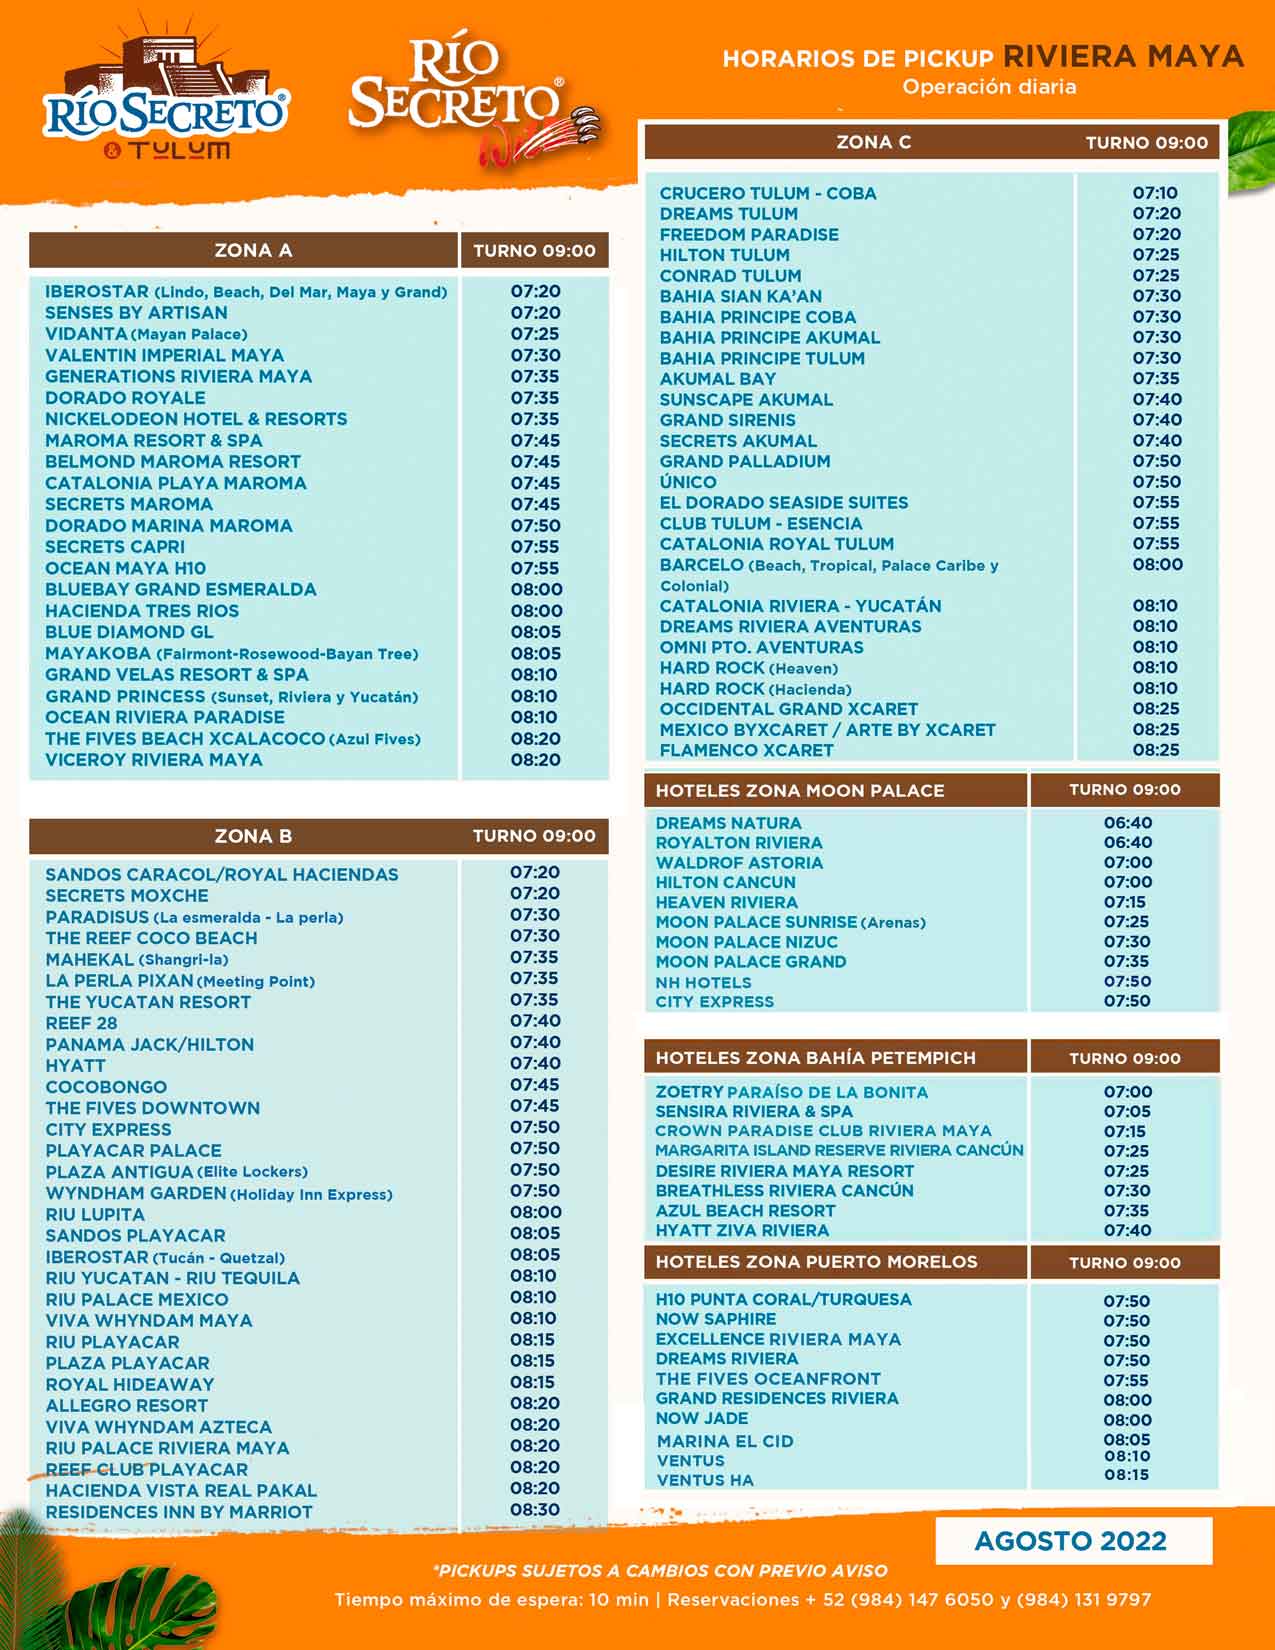 RÍO SECRETO®
& TULUM
RÍO
SECRETO®
Wild
HORARIOS DE PICKUP RIVIERA MAYA
Operación diaria
ZONA A TURNO 09:00
IBEROSTAR (Lindo, Beach, Del Mar, Maya y Grand) 07:20
SENSES BY ARTISAN 07:20
VIDANTA (Mayan Palace) 07:25
VALENTIN IMPERIAL MAYA 07:30
GENERATIONS RIVIERA MAYA 07:35
DORADO ROYALE 07:35
NICKELODEON HOTEL & RESORTS 07:35
MAROMA RESORT & SPA 07:45
BELMOND MAROMA RESORT 07:45
CATALONIA PLAYA MAROMA 07:45
SECRETS MAROMA 07:45
DORADO MARINA MAROMA 07:50
SECRETS CAPRI 07:55
OCEAN MAYA H10 07:55
BLUEBAY GRAND ESMERALDA 08:00
HACIENDA TRES RIOS 08:00
BLUE DIAMOND GL 08:05
MAYAKOBA (Fairmont-Rosewood-Bayan Tree) 08:05
GRAND VELAS RESORT & SPA 08:10
GRAND PRINCESS (Sunset, Riviera y Yucatán) 08:10
OCEAN RIVIERA PARADISE 08:10
THE FIVES BEACH XCALACOCO (Azul Fives) 08:20
VICEROY RIVIERA MAYA 08:20
ZONA B TURNO 09:00
SANDOS CARACOL/ROYAL HACIENDAS 07:20
SECRETS MOXCHE 07:20
PARADISUS (La esmeralda - La perla) 07:30
THE REEF COCO BEACH 07:30
MAHEKAL (Shangri-la) 07:35
LA PERLA PIXAN (Meeting Point) 07:35
THE YUCATAN RESORT 07:35
REEF 28 07:40
PANAMA JACK/HILTON 07:40
HYATT 07:40
COCOBONGO 07:45
THE FIVES DOWNTOWN 07:45
CITY EXPRESS 07:50
PLAYACAR PALACE 07:50
PLAZA ANTIGUA (Elite Lockers) 07:50
WYNDHAM GARDEN (Holiday Inn Express) 07:50
RIU LUPITA 08:00
SANDOS PLAYACAR 08:05
IBEROSTAR (Tucán - Quetzal) 08:05
RIU YUCATAN - RIU TEQUILA 08:10
RIU PALACE MEXICO 08:10
VIVA WHYNDAM MAYA 08:10
RIU PLAYACAR 08:15
PLAZA PLAYACAR 08:15
ROYAL HIDEAWAY 08:15
ALLEGRO RESORT 08:20
VIVA WHYNDAM AZTECA 08:20
RIU PALACE RIVIERA MAYA 08:20
REEF CLUB PLAYACAR 08:20
HACIENDA VISTA REAL PAKAL 08:20
RESIDENCES INN BY MARRIOT 08:30
ZONA C TURNO 09:00
CRUCERO TULUM - COBA 07:10
DREAMS TULUM 07:20
FREEDOM PARADISE 07:20
HILTON TULUM 07:25
CONRAD TULUM 07:25
BAHIA SIAN KA'AN 07:30
BAHIA PRINCIPE COBA 07:30
BAHIA PRINCIPE AKUMAL 07:30
BAHIA PRINCIPE TULUM 07:30
AKUMAL BAY 07:35
SUNSCAPE AKUMAL 07:40
GRAND SIRENIS 07:40
SECRETS AKUMAL 07:40
GRAND PALLADIUM 07:50
ÚNICO 07:50
EL DORADO SEASIDE SUITES 07:55
CLUB TULUM - ESENCIA 07:55
CATALONIA ROYAL TULUM 07:55
BARCELO (Beach, Tropical, Palace Caribe y 08:00
Colonial)
CATALONIA RIVIERA - YUCATÁN 08:10
DREAMS RIVIERA AVENTURAS 08:10
OMNI PTO. AVENTURAS 08:10
HARD ROCK (Heaven) 08:10
HARD ROCK (Hacienda) 08:10
OCCIDENTAL GRAND XCARET 08:25
MEXICO BYXCARET / ARTE BY XCARET 08:25
FLAMENCO XCARET 08:25
HOTELES ZONA MOON PALACE TURNO 09:00
DREAMS NATURA 06:40
ROYALTON RIVIERA 06:40
WALDROF ASTORIA 07:00
HILTON CANCUN 07:00
HEAVEN RIVIERA 07:15
MOON PALACE SUNRISE (Arenas) 07:25
MOON PALACE NIZUC 07:30
MOON PALACE GRAND 07:35
NH HOTELS 07:50
CITY EXPRESS 07:50
HOTELES ZONA BAHÍA PETEMPICH TURNO 09:00
ZOETRY PARAÍSO DE LA BONITA 07:00
SENSIRA RIVIERA & SPA 07:05
CROWN PARADISE CLUB RIVIERA MAYA 07:15
MARGARITA ISLAND RESERVE RIVIERA CANCÚN 07:25
DESIRE RIVIERA MAYA RESORT 07:25
BREATHLESS RIVIERA CANCÚN 07:30
AZUL BEACH RESORT 07:35
HYATT ZIVA RIVIERA 07:40
HOTELES ZONA PUERTO MORELOS TURNO 09:00
H10 PUNTA CORAL/TURQUESA 07:50
NOW SAPHIRE 07:50
EXCELLENCE RIVIERA MAYA 07:50
DREAMS RIVIERA 07:50
THE FIVES OCEANFRONT 07:55
GRAND RESIDENCES RIVIERA 08:00
NOW JADE 08:00
MARINA EL CID 08:05
VENTUS 08:10
VENTUS HA 08:15
AGOSTO 2022
*PICKUPS SUJETOS A CAMBIOS CON PREVIO AVISO
Tiempo máximo de espera: 10 min | Reservaciones + 52 (984) 147 6050 y (984) 131 9797